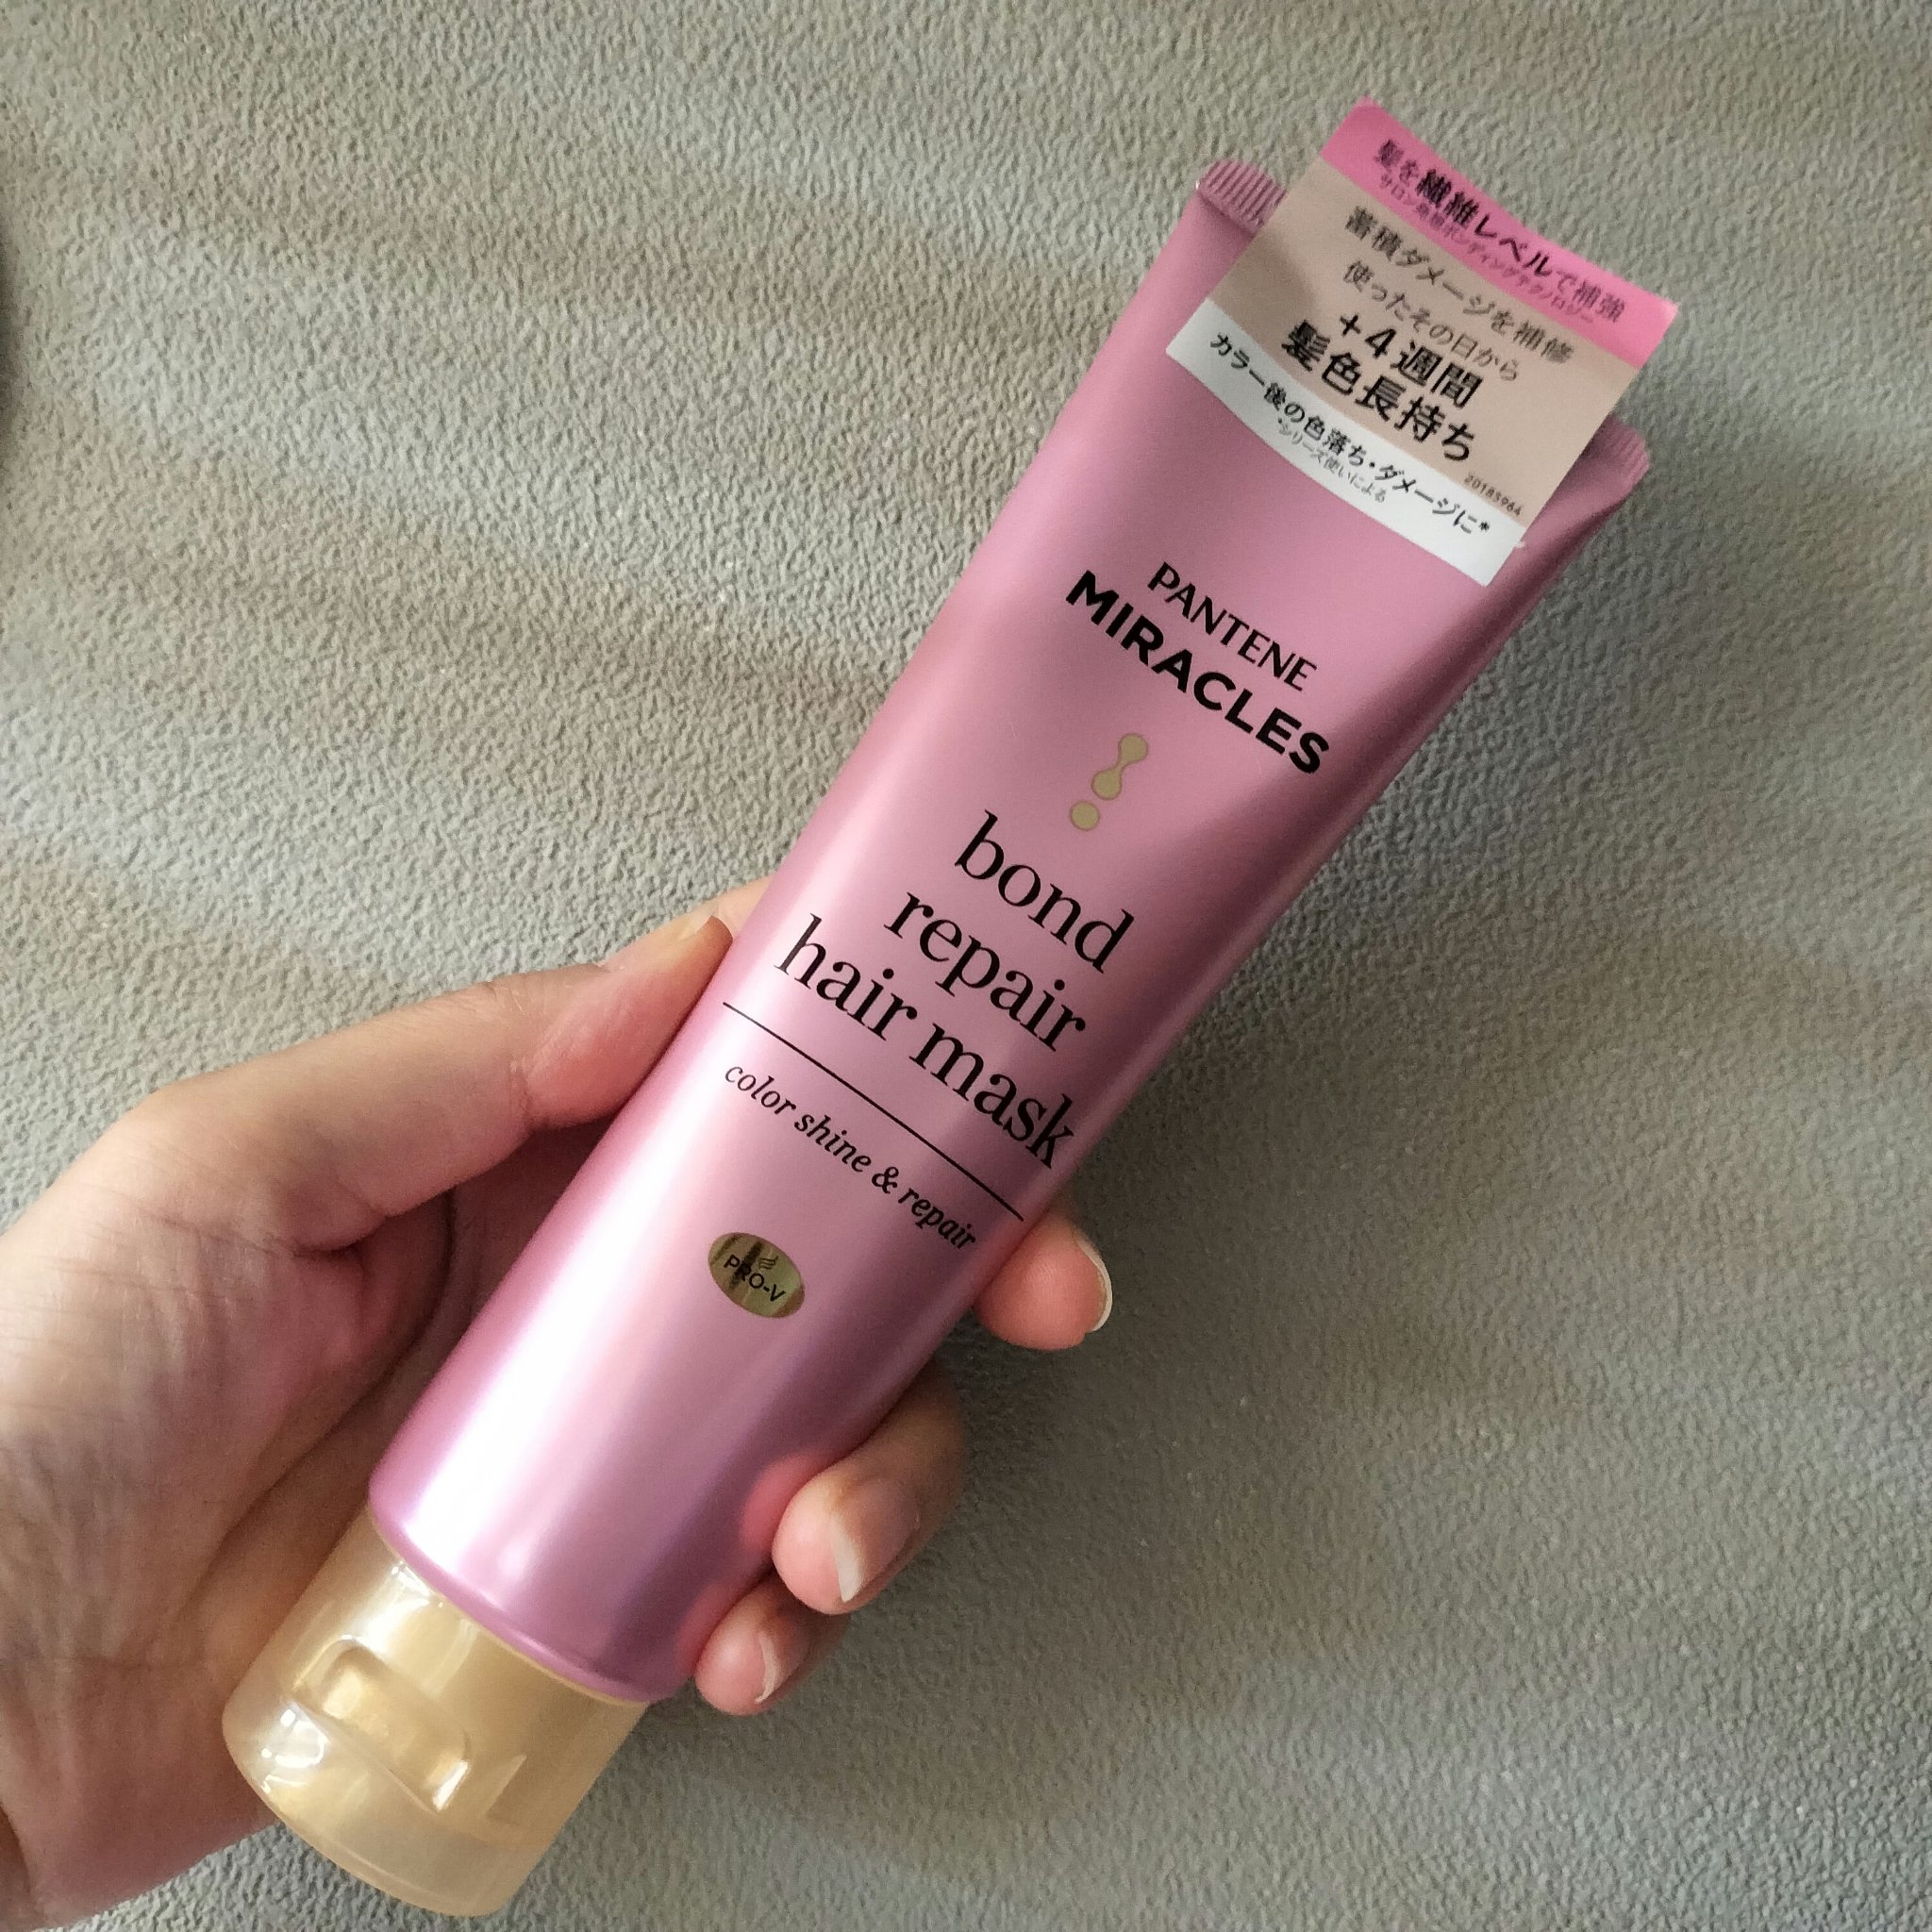 髪を繊維レベルで補強
サロン発想ボンディングテクノロジー
蓄積ダメージを補修
使ったその日から
+4週間
髪色長持ち
20185964
カラー後の色落ち・ダメージに*
*シリーズ使いによる
PANTENE
MIRACLES
bond
repair
hair mask
color shine & repair
PRO-V